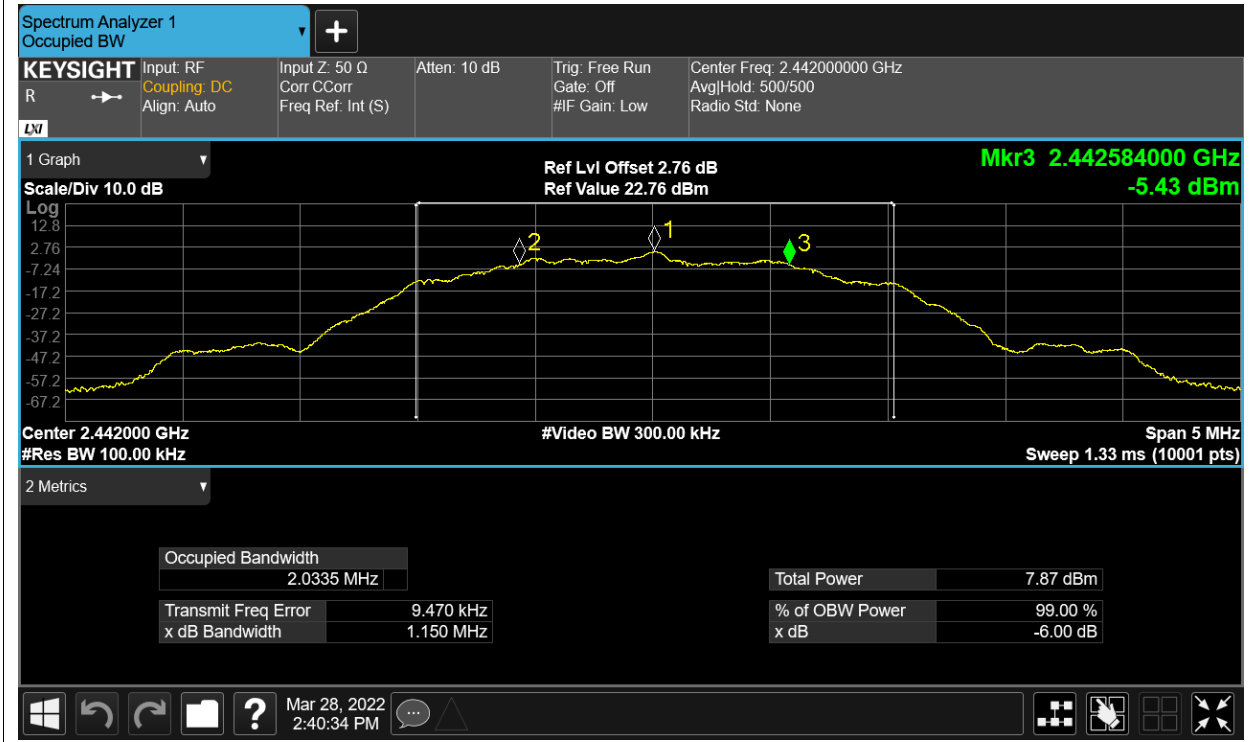 Spectrum Analyzer 1
Occupied BW
KEYSIGHT Input: RF Input Z: 50 Ω Atten: 10 dB Trig: Free Run Center Freq: 2.442000000 GHz
R Coupling: DC Corr CCorr Gate: Off Avg|Hold: 500/500
Align: Auto Freq Ref: Int (S) #IF Gain: Low Radio Std: None
LXI
1 Graph Ref Lvl Offset 2.76 dB Mkr3 2.442584000 GHz
Scale/Div 10.0 dB Ref Value 22.76 dBm -5.43 dBm
Log
12.8
2.76
-7.24
-17.2
-27.2
-37.2
-47.2
-57.2
-67.2
2
1
3
Center 2.442000 GHz #Video BW 300.00 kHz Span 5 MHz
#Res BW 100.00 kHz Sweep 1.33 ms (10001 pts)
2 Metrics
Occupied Bandwidth
2.0335 MHz Total Power 7.87 dBm
Transmit Freq Error 9.470 kHz % of OBW Power 99.00 %
x dB Bandwidth 1.150 MHz x dB -6.00 dB
Mar 28, 2022
2:40:34 PM